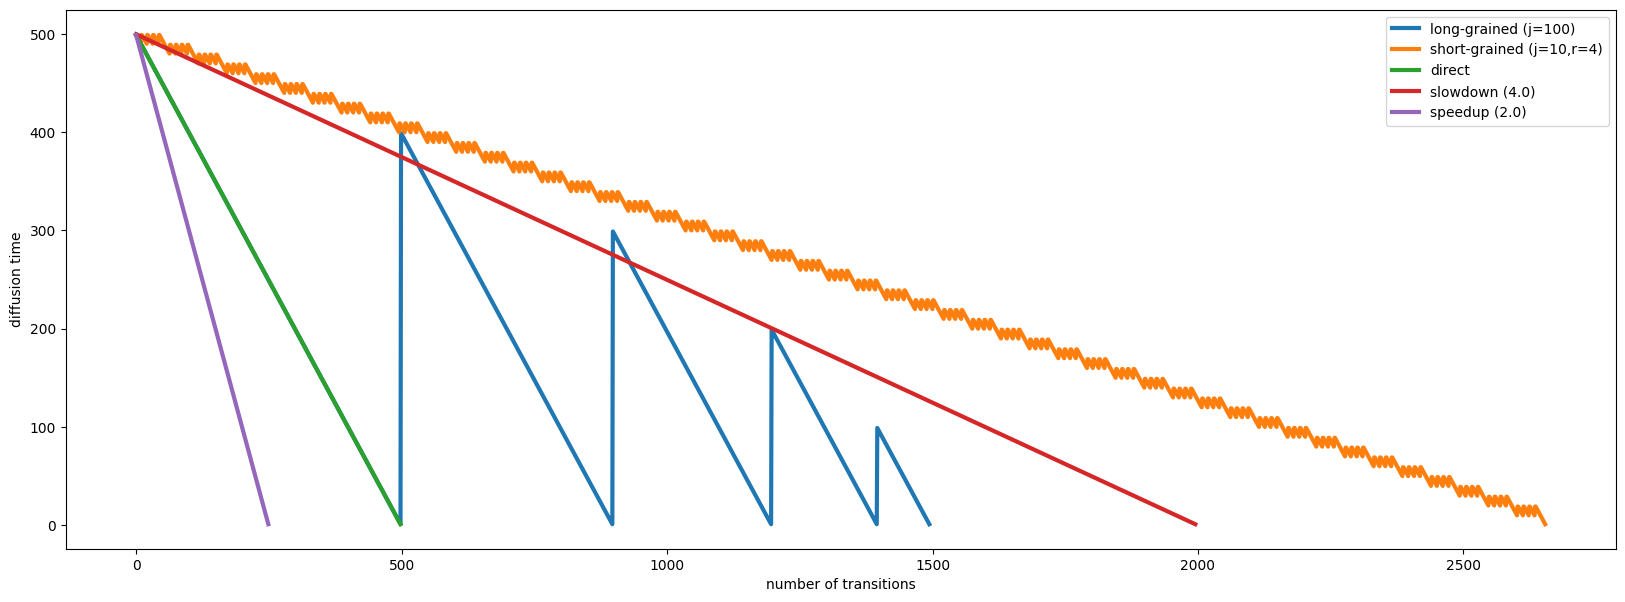 long-grained (j=100)
short-grained (j=10,r=4)
direct
slowdown (4.0)
speedup (2.0)
diffusion time
500
400
300
200
100
0
0
500
1000
1500
2000
2500
number of transitions